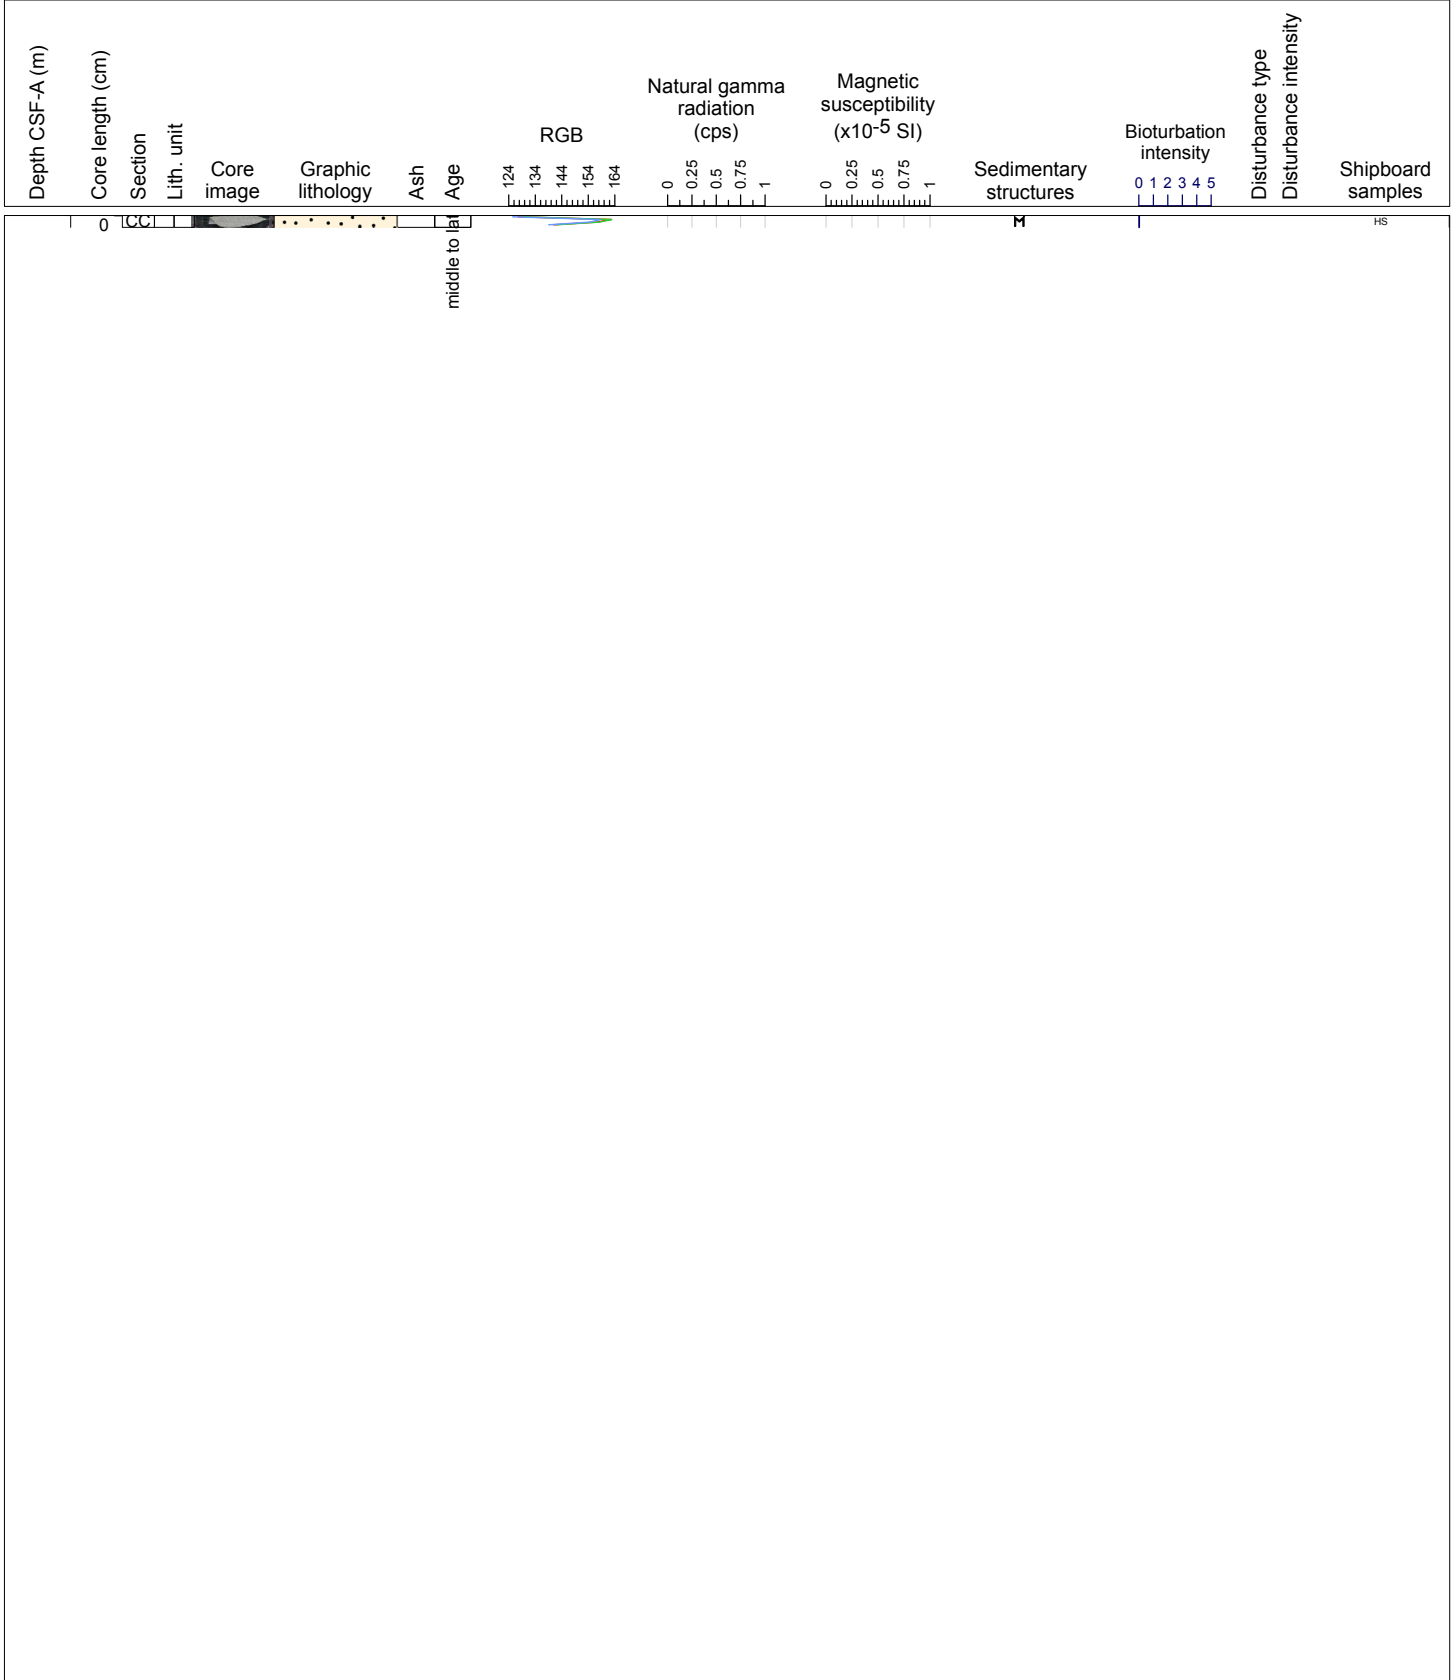 Depth CSF-A (m)
Core length (cm)
Section
Lith. unit
Core
image
Graphic
lithology
Ash
Age
RGB
124 134 144 154 164
Natural gamma
radiation
(cps)
0 0.25 0.5 0.75 1
Magnetic
susceptibility
(x10-5 SI)
0 0.25 0.5 0.75 1
Sedimentary
structures
Bioturbation
intensity
0 1 2 3 4 5
Disturbance type
Disturbance intensity
Shipboard
samples
0
CC
middle to lat
M
HS